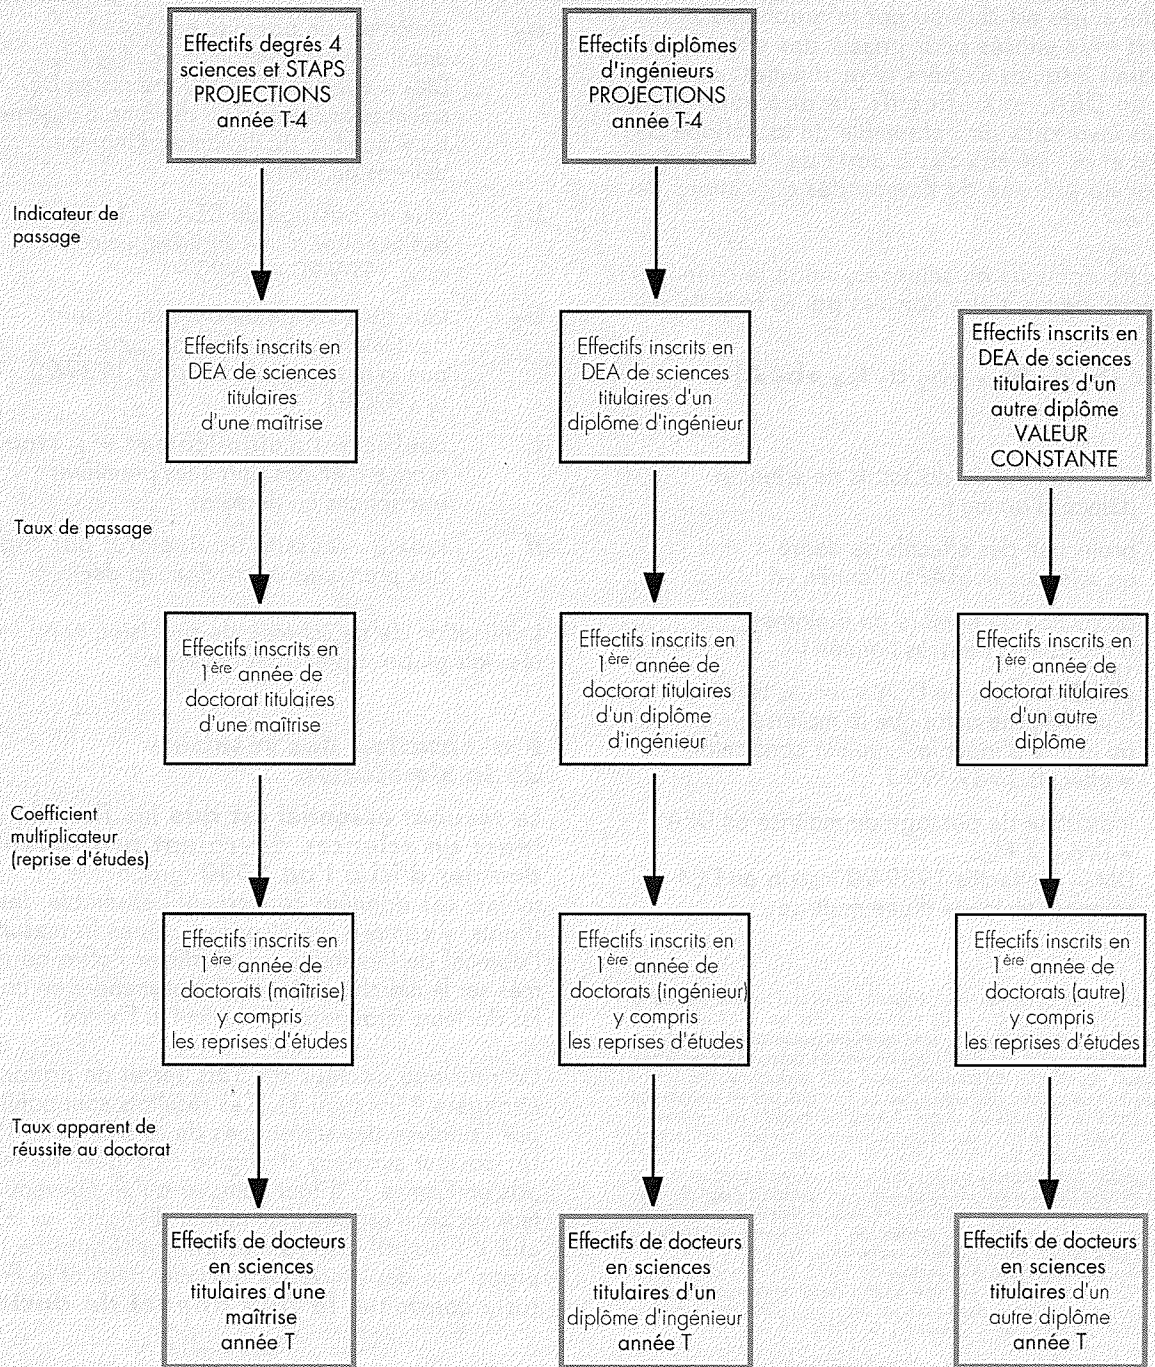 Effectifs degrés 4
sciences et STAPS
PROJECTIONS
année T-4
Effectifs diplômes
d'ingénieurs
PROJECTIONS
année T-4
Indicateur de
passage
Effectifs inscrits en
DEA de sciences
titulaires
d'une maîtrise
Effectifs inscrits en
DEA de sciences
titulaires d'un
diplôme d'ingénieur
Effectifs inscrits en
DEA de sciences
titulaires d'un
autre diplôme
VALEUR
CONSTANTE
Taux de passage
Effectifs inscrits en
1ère année de
doctorat titulaires
d'une maîtrise
Effectifs inscrits en
1ère année de
doctorat titulaires
d'un diplôme
d'ingénieur
Effectifs inscrits en
1ère année de
doctorat titulaires
d'un autre
diplôme
Coefficient
multiplicateur
(reprise d'études)
Effectifs inscrits en
1ère année de
doctorats (maîtrise)
y compris
les reprises d'études
Effectifs inscrits en
1ère année de
doctorats (ingénieur)
y compris
les reprises d'études
Effectifs inscrits en
1ère année de
doctorats (autre)
y compris
les reprises d'études
Taux apparent de
réussite au doctorat
Effectifs de docteurs
en sciences
titulaires d'une
maîtrise
année T
Effectifs de docteurs
en sciences
titulaires d'un
diplôme d'ingénieur
année T
Effectifs de docteurs
en sciences
titulaires d'un
autre diplôme
année T